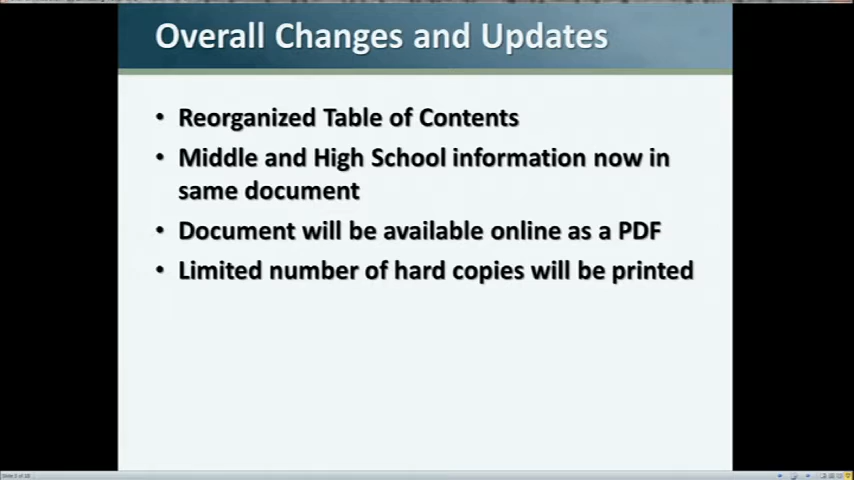 Overall Changes and Updates
• Reorganized Table of Contents
• Middle and High School information now in
same document
• Document will be available online as a PDF
• Limited number of hard copies will be printed